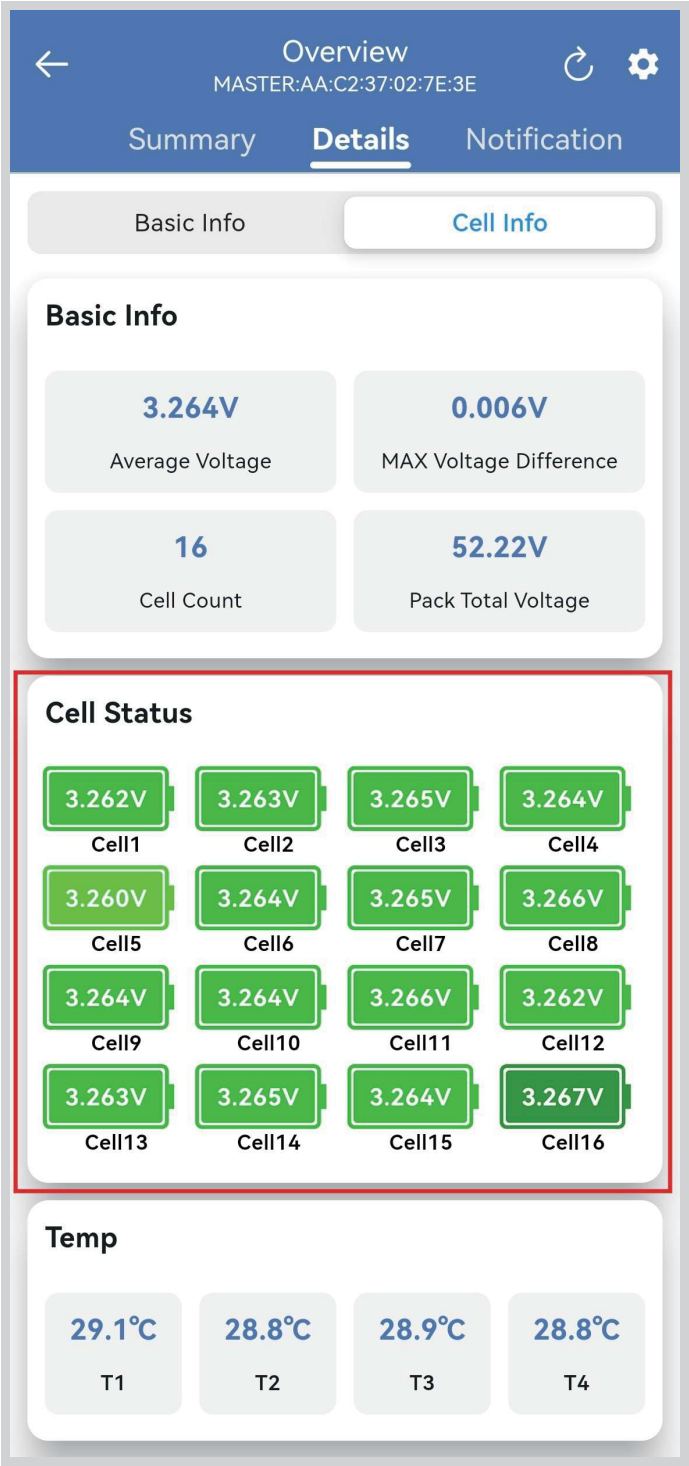 Overview
MASTER:AA:C2:37:02:7E:3E
Summary Details Notification
Basic Info Cell Info
Basic Info
3.264V 0.006V
Average Voltage MAX Voltage Difference
16 52.22V
Cell Count Pack Total Voltage
Cell Status
3.262V 3.263V 3.265V 3.264V
Cell1 Cell2 Cell3 Cell4
3.260V 3.264V 3.265V 3.266V
Cell5 Cell6 Cell7 Cell8
3.264V 3.264V 3.266V 3.262V
Cell9 Cell10 Cell11 Cell12
3.263V 3.265V 3.264V 3.267V
Cell13 Cell14 Cell15 Cell16
Temp
29.1°C 28.8°C 28.9°C 28.8°C
T1 T2 T3 T4